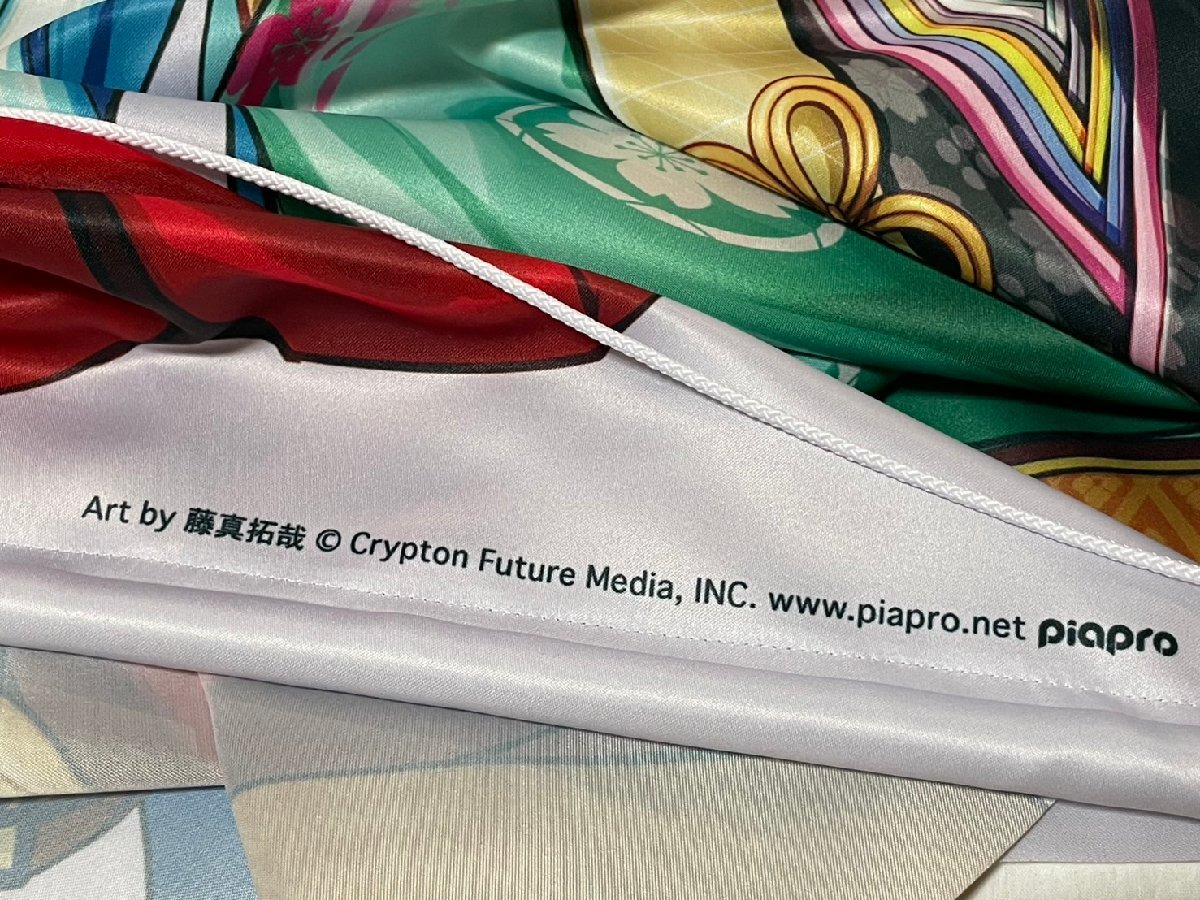 Art by 藤真拓哉 © Crypton Future Media, INC. www.piapro.net piapro